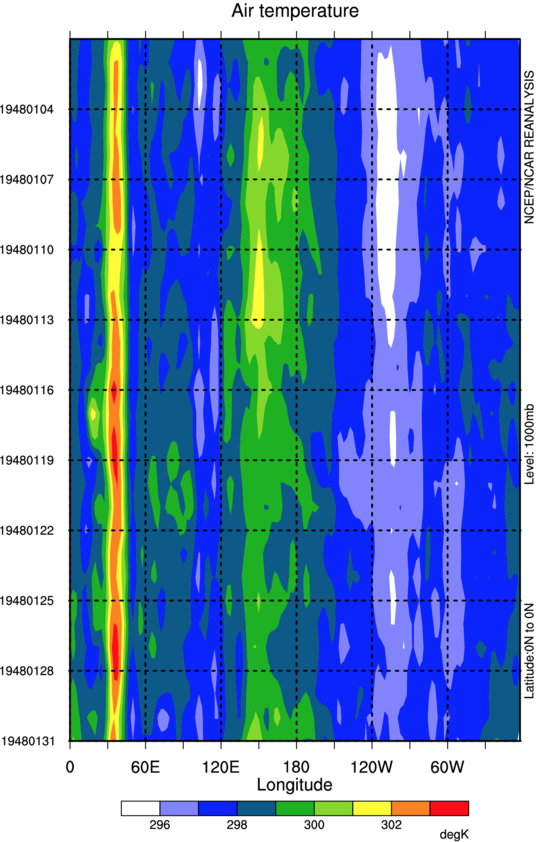 Air temperature
NCEP/NCAR REANALYSIS
Level: 1000mb
Latitude:0N to 0N
19480104
19480107
19480110
19480113
19480116
19480119
19480122
19480125
19480128
19480131
0 60E 120E 180 120W 60W
Longitude
296 298 300 302
degK